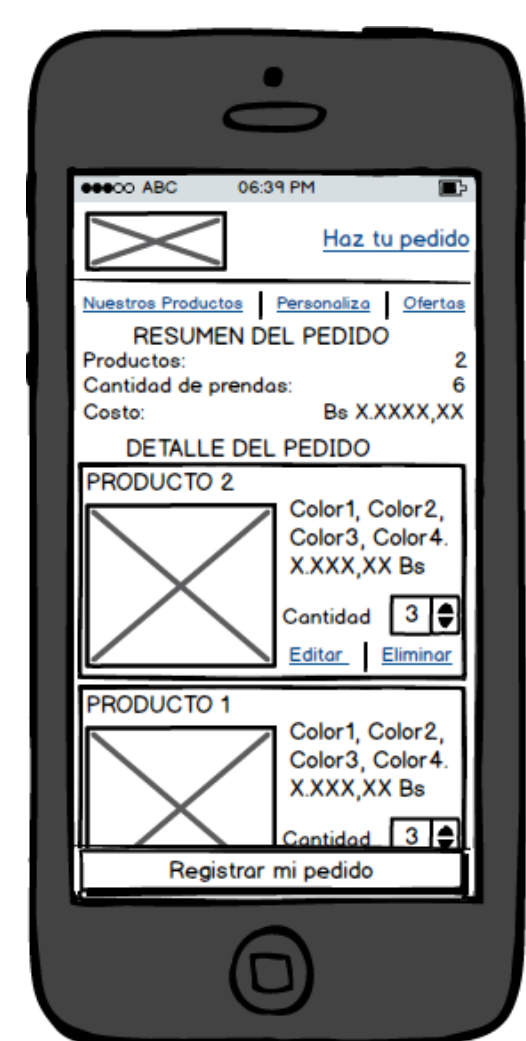 ABC 06:39 PM
Haz tu pedido
Nuestros Productos Personaliza Ofertas
RESUMEN DEL PEDIDO
Productos: 2
Cantidad de prendas: 6
Costo: Bs X.XXXX,XX
DETALLE DEL PEDIDO
PRODUCTO 2
Color1, Color2,
Color3, Color4.
X.XXX,XX Bs
Cantidad 3
Editar Eliminar
PRODUCTO 1
Color1, Color2,
Color3, Color4.
X.XXX,XX Bs
Cantidad 3
Registrar mi pedido